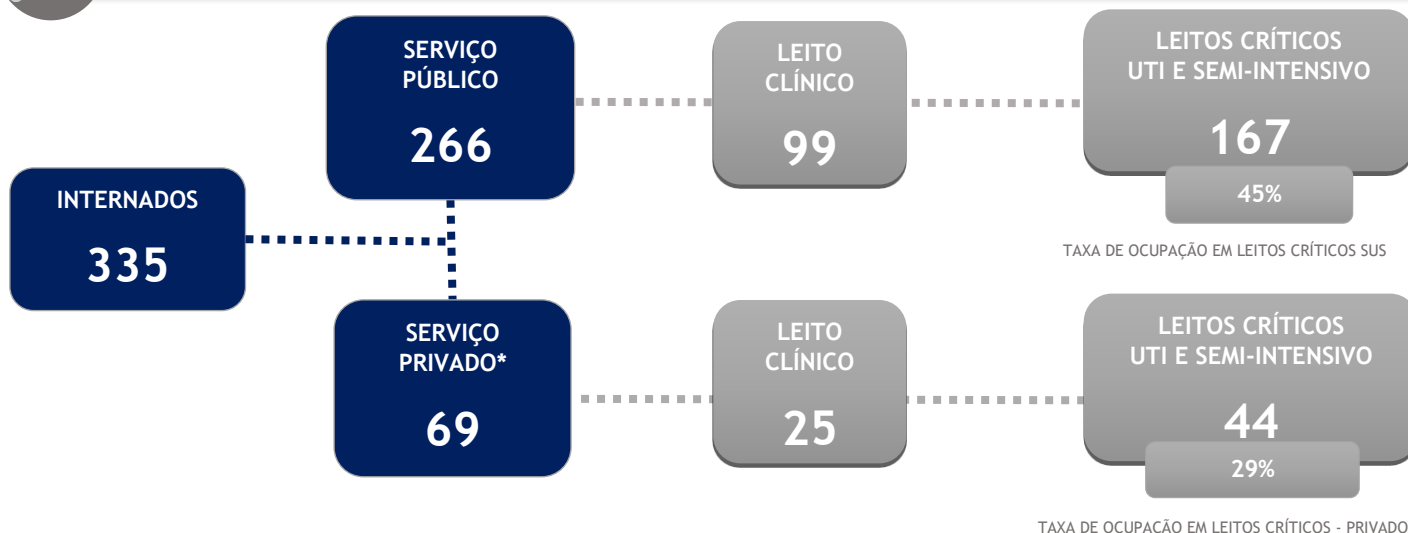 SERVIÇO
PÚBLICO
266
LEITO
CLÍNICO
99
LEITOS CRÍTICOS
UTI E SEMI-INTENSIVO
167
45%
TAXA DE OCUPAÇÃO EM LEITOS CRÍTICOS SUS
INTERNADOS
335
SERVIÇO
PRIVADO*
69
LEITO
CLÍNICO
25
LEITOS CRÍTICOS
UTI E SEMI-INTENSIVO
44
29%
TAXA DE OCUPAÇÃO EM LEITOS CRÍTICOS - PRIVADO